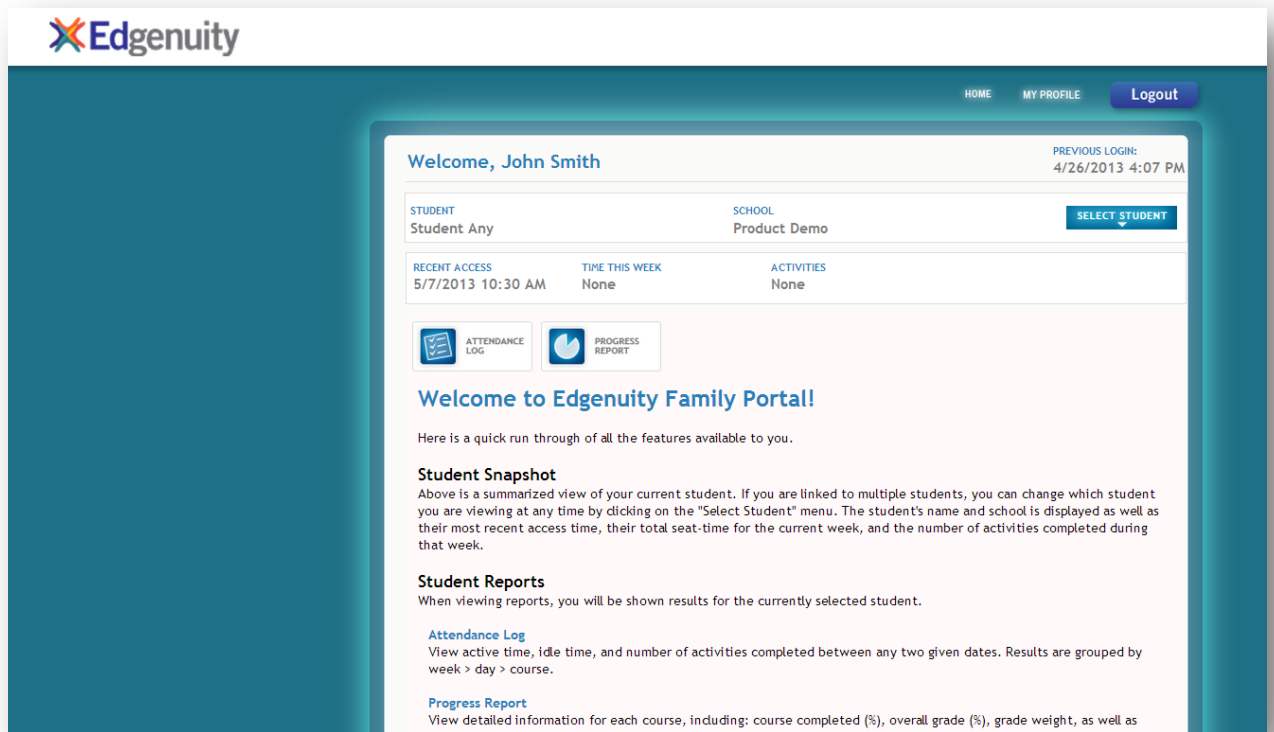 Edgenuity
HOME MY PROFILE Logout
Welcome, John Smith
PREVIOUS LOGIN:
4/26/2013 4:07 PM
STUDENT SCHOOL SELECT STUDENT
Student Any Product Demo
RECENT ACCESS TIME THIS WEEK ACTIVITIES
5/7/2013 10:30 AM None None
ATTENDANCE
LOG
PROGRESS
REPORT
Welcome to Edgenuity Family Portal!
Here is a quick run through of all the features available to you.
Student Snapshot
Above is a summarized view of your current student. If you are linked to multiple students, you can change which student
you are viewing at any time by clicking on the "Select Student" menu. The student's name and school is displayed as well as
their most recent access time, their total seat-time for the current week, and the number of activities completed during
that week.
Student Reports
When viewing reports, you will be shown results for the currently selected student.
Attendance Log
View active time, idle time, and number of activities completed between any two given dates. Results are grouped by
week > day > course.
Progress Report
View detailed information for each course, including: course completed (%), overall grade (%), grade weight, as well as